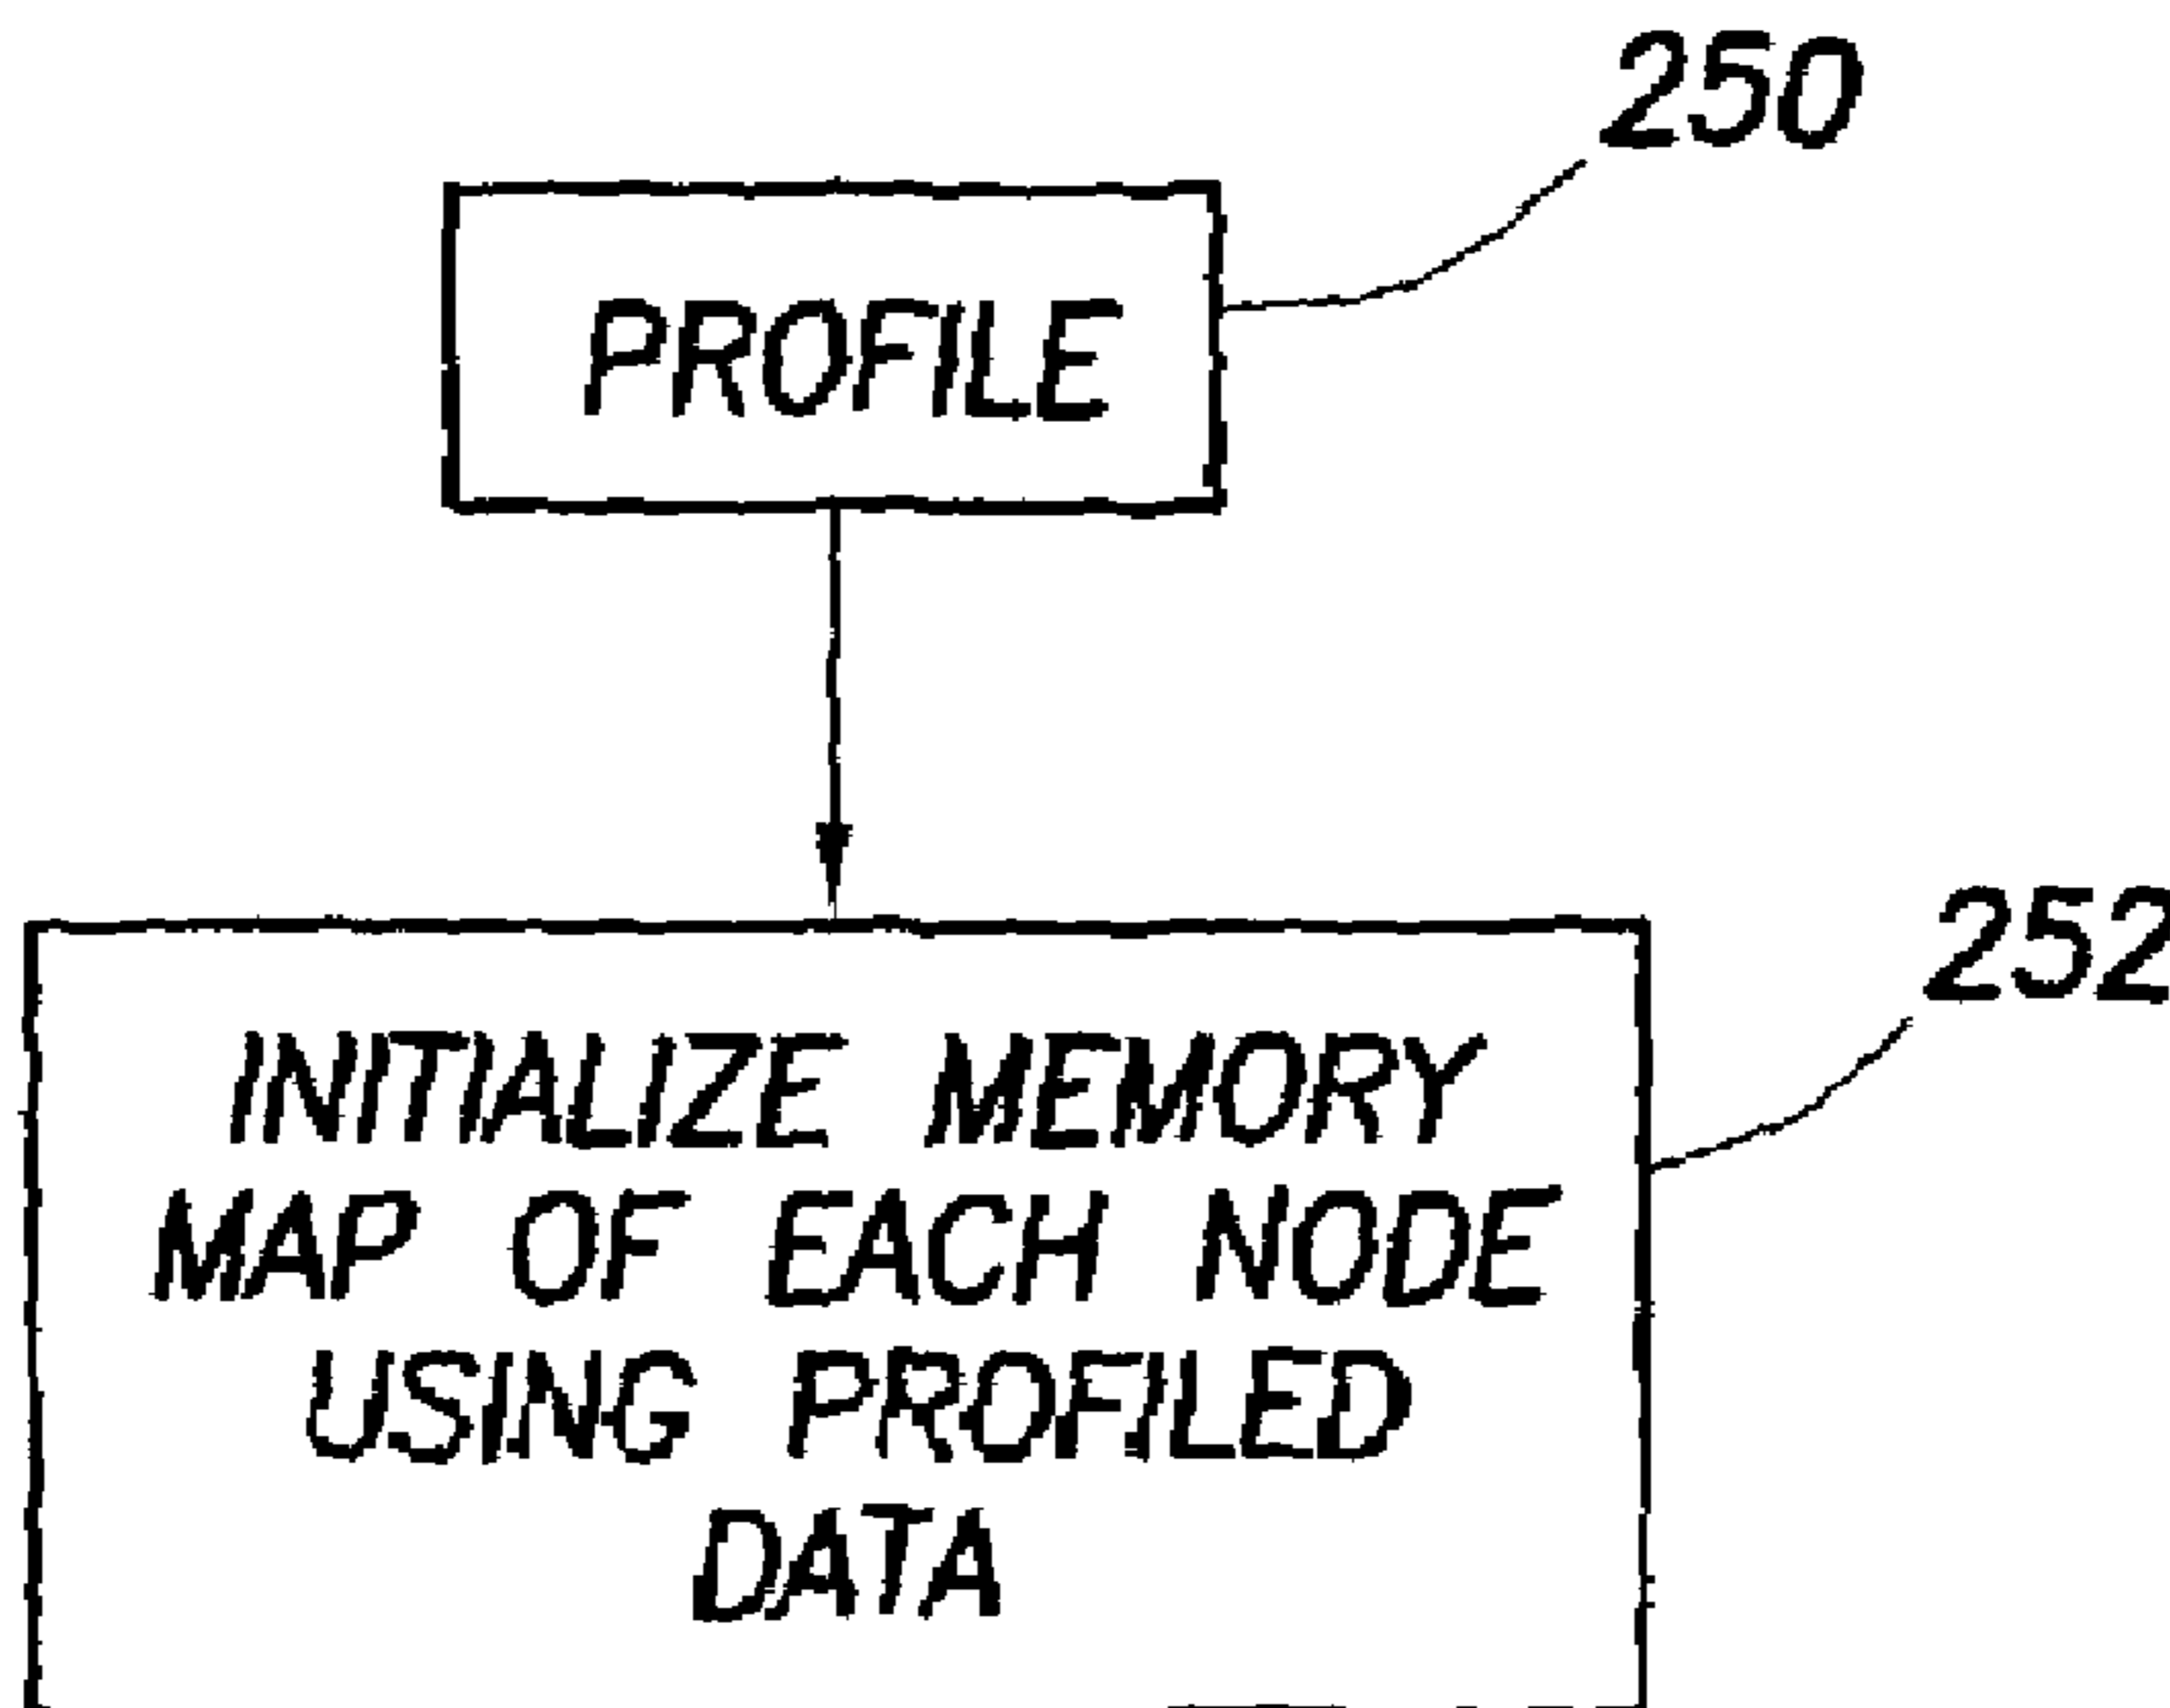 250
PROFILE
252
INITIALIZE MEMORY
MAP OF EACH NODE
USING PROFILED
DATA